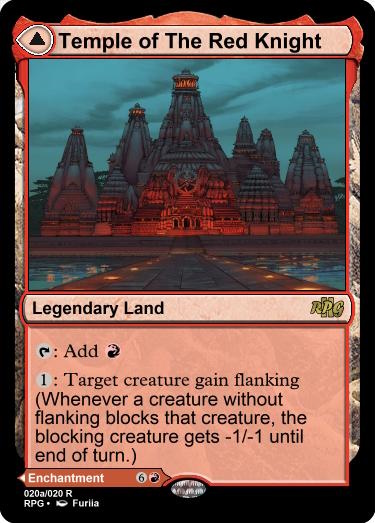 Temple of The Red Knight
Legendary Land
RPG
: Add
1: Target creature gain flanking
(Whenever a creature without
flanking blocks that creature, the
blocking creature gets -1/-1 until
end of turn.)
Enchantment 6
020a/020 R
RPG • Furiia